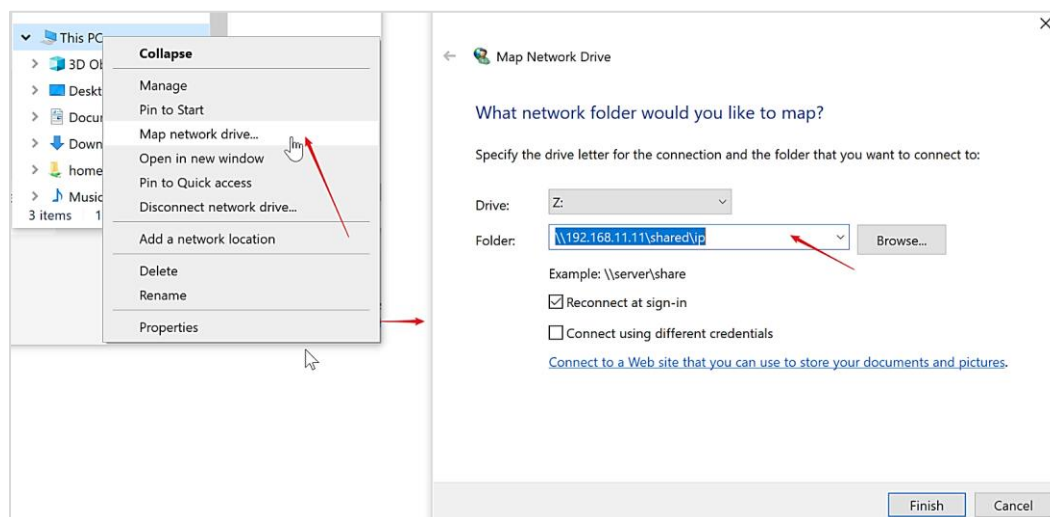 This PC
3D Ob
Deskt
Docur
Down
home
Music
3 items 1
Collapse
Manage
Pin to Start
Map network drive...
Open in new window
Pin to Quick access
Disconnect network drive...
Add a network location
Delete
Rename
Properties
Map Network Drive
What network folder would you like to map?
Specify the drive letter for the connection and the folder that you want to connect to:
Drive: Z:
Folder: \\192.168.11.11\shared\ip Browse...
Example: \\server\share
Reconnect at sign-in
Connect using different credentials
Connect to a Web site that you can use to store your documents and pictures.
Finish Cancel